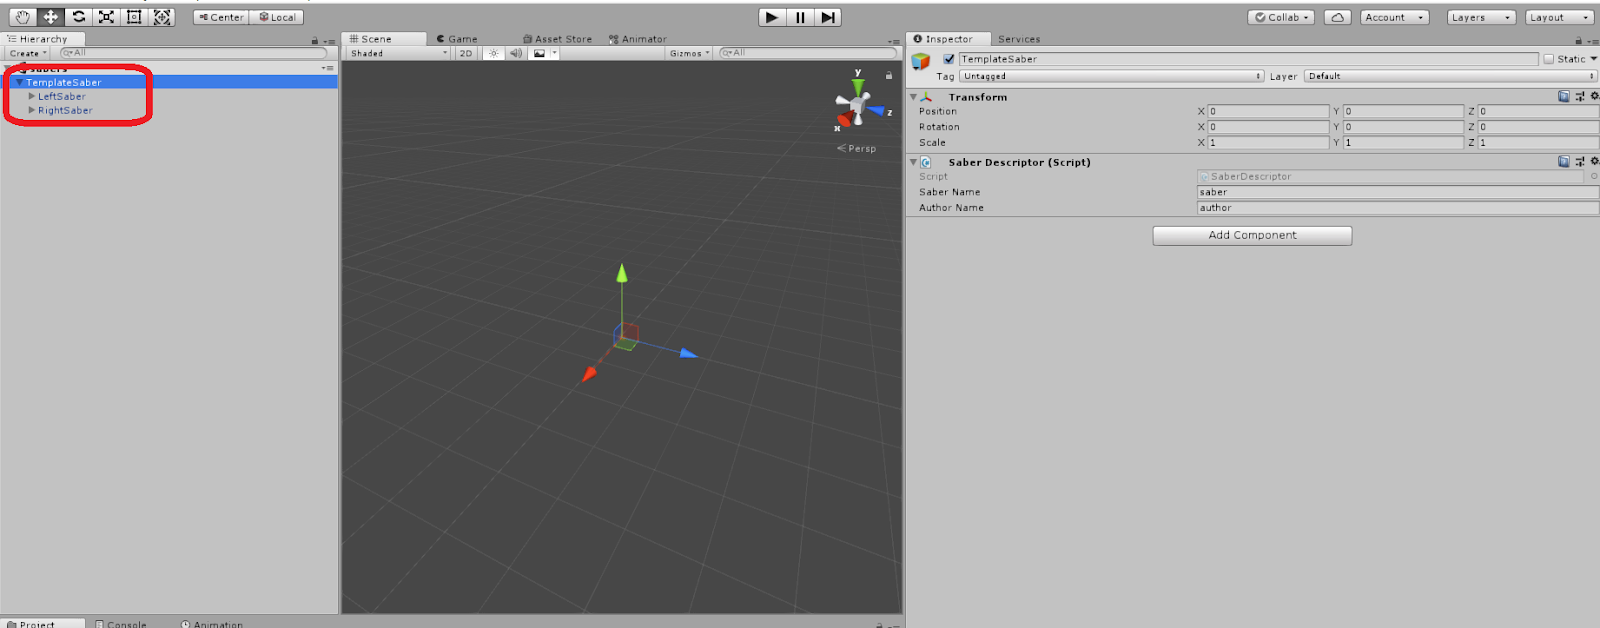 Center Local
Collab Account Layers Layout
Hierarchy
Create All
sabers
TemplateSaber
LeftSaber
RightSaber
Scene Game Asset Store Animator
Shaded 2D Gizmos All
y
z
x
Persp
Inspector Services
TemplateSaber Static
Tag Untagged Layer Default
Transform
Position X 0 Y 0 Z 0
Rotation X 0 Y 0 Z 0
Scale X 1 Y 1 Z 1
Saber Descriptor (Script)
Script SaberDescriptor
Saber Name saber
Author Name author
Add Component
Project Console Animation